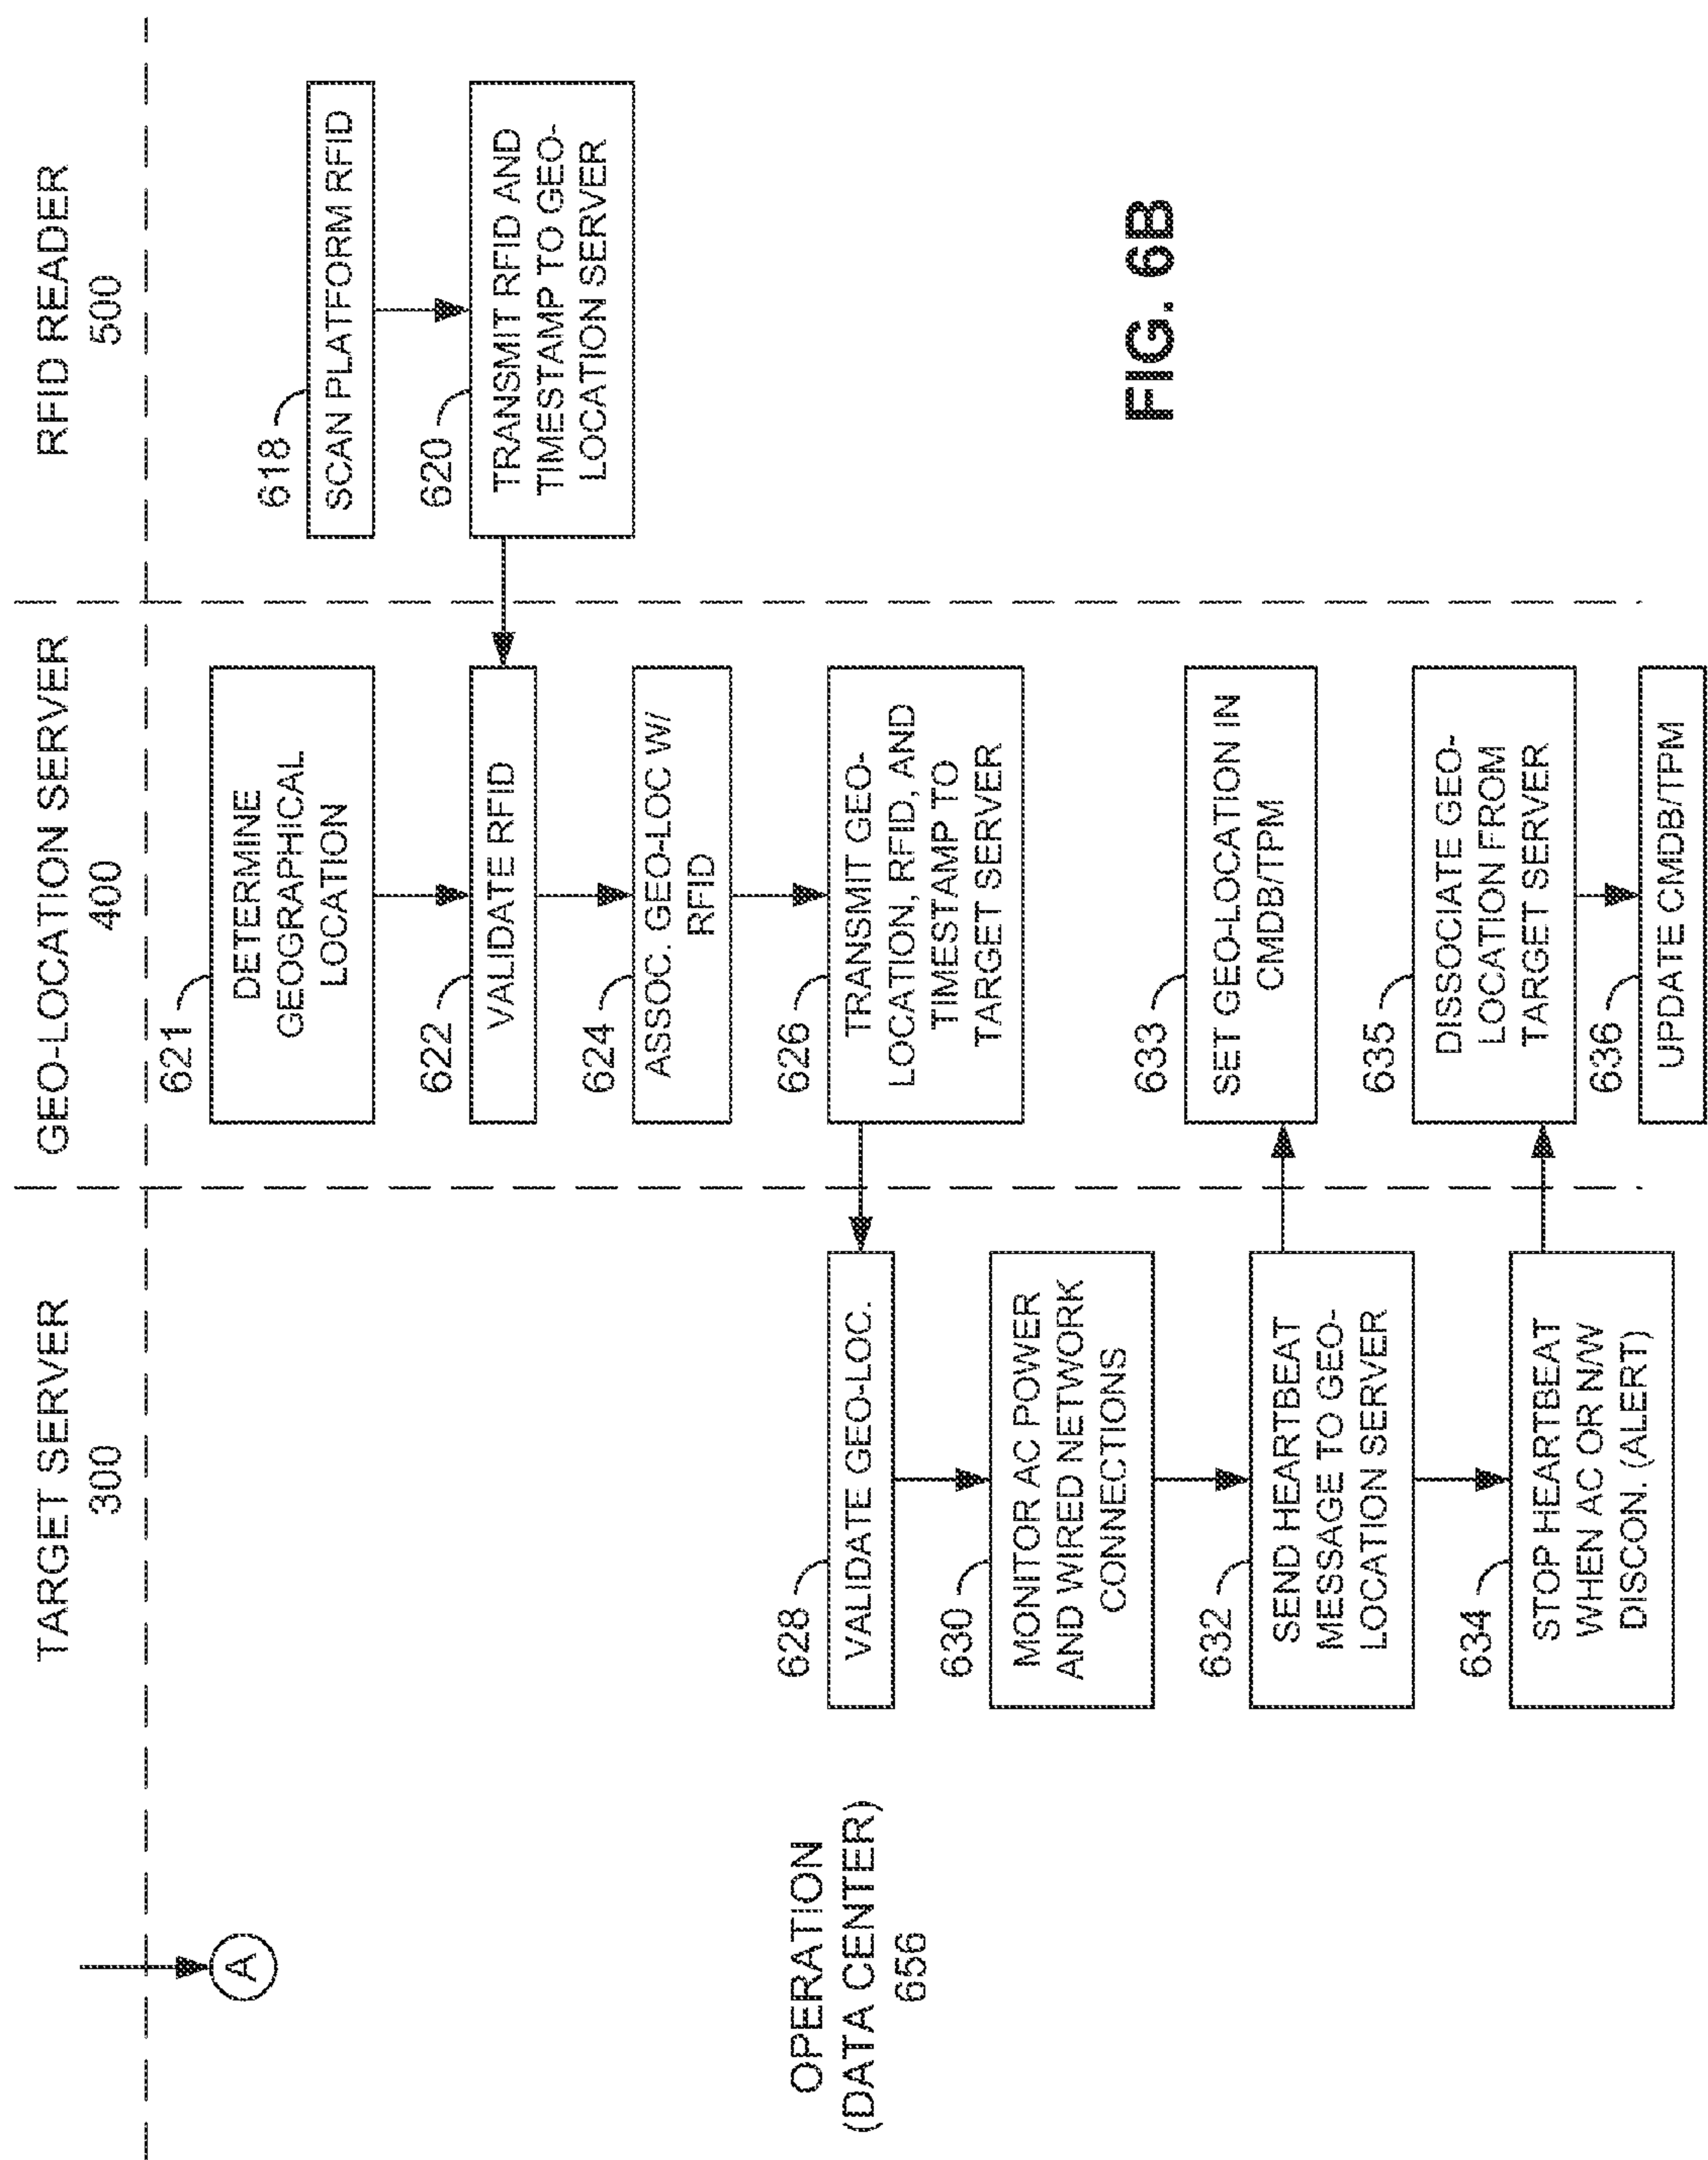 TARGET SERVER
300
GEO-LOCATION SERVER
400
RFID READER
500
A
OPERATION
(DATA CENTER)
656
618
SCAN PLATFORM RFID
620
TRANSMIT RFID AND
TIMESTAMP TO GEO-
LOCATION SERVER
621
DETERMINE
GEOGRAPHICAL
LOCATION
622
VALIDATE RFID
624
ASSOC. GEO-LOC W/
RFID
626
TRANSMIT GEO-
LOCATION, RFID, AND
TIMESTAMP TO
TARGET SERVER
628
VALIDATE GEO-LOC.
630
MONITOR AC POWER
AND WIRED NETWORK
CONNECTIONS
632
SEND HEARTBEAT
MESSAGE TO GEO-
LOCATION SERVER
633
SET GEO-LOCATION IN
CMDB/TPM
634
STOP HEARTBEAT
WHEN AC OR N/W
DISCON. (ALERT)
635
DISSOCIATE GEO-
LOCATION FROM
TARGET SERVER
636
UPDATE CMDB/TPM
FIG. 6B